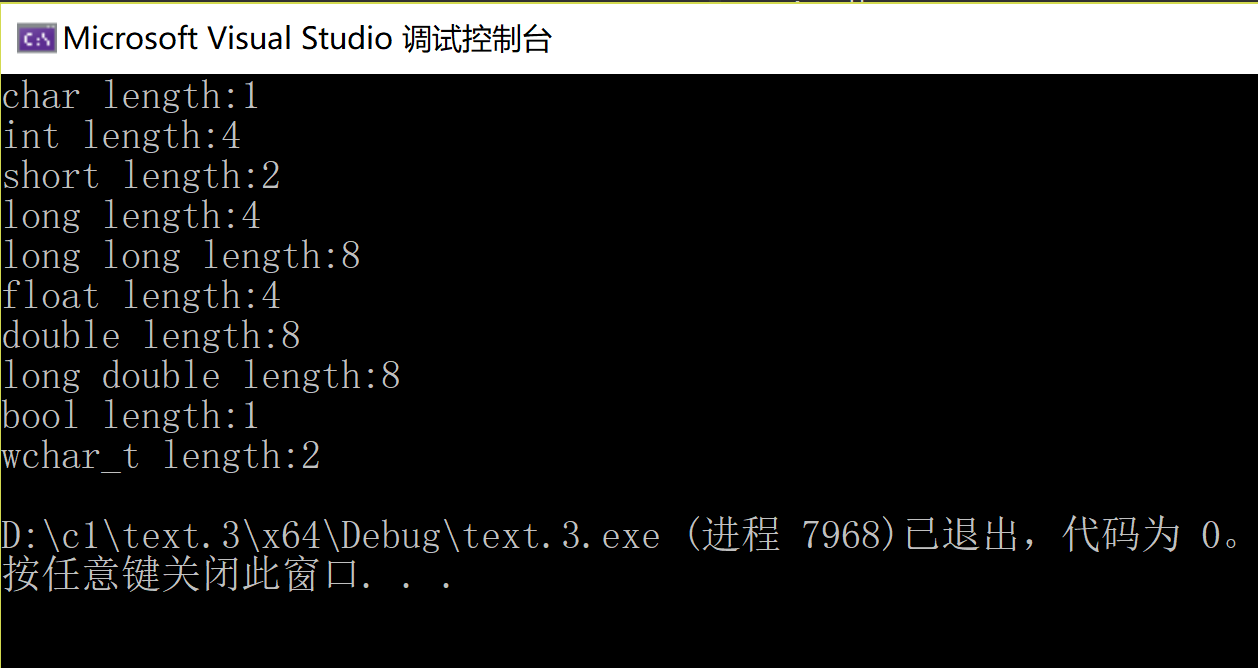 C:\
Microsoft Visual Studio 调试控制台
char length:1
int length:4
short length:2
long length:4
long long length:8
float length:4
double length:8
long double length:8
bool length:1
wchar_t length:2
D:\c1\text.3\x64\Debug\text.3.exe (进程 7968)已退出，代码为 0。
按任意键关闭此窗口. . .